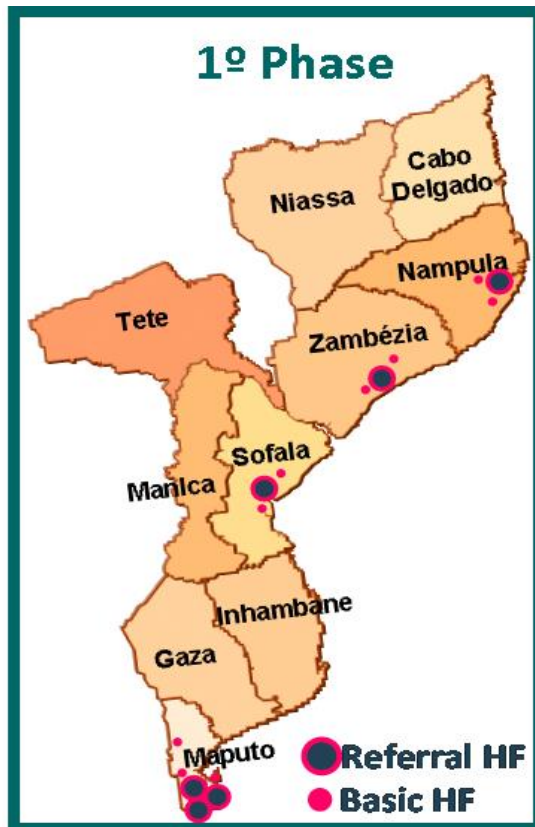 1º Phase
Cabo
Delgado
Niassa
Nampula
Tete
Zambézia
Sofala
Manica
Inhambane
Gaza
Maputo
Referral HF
Basic HF